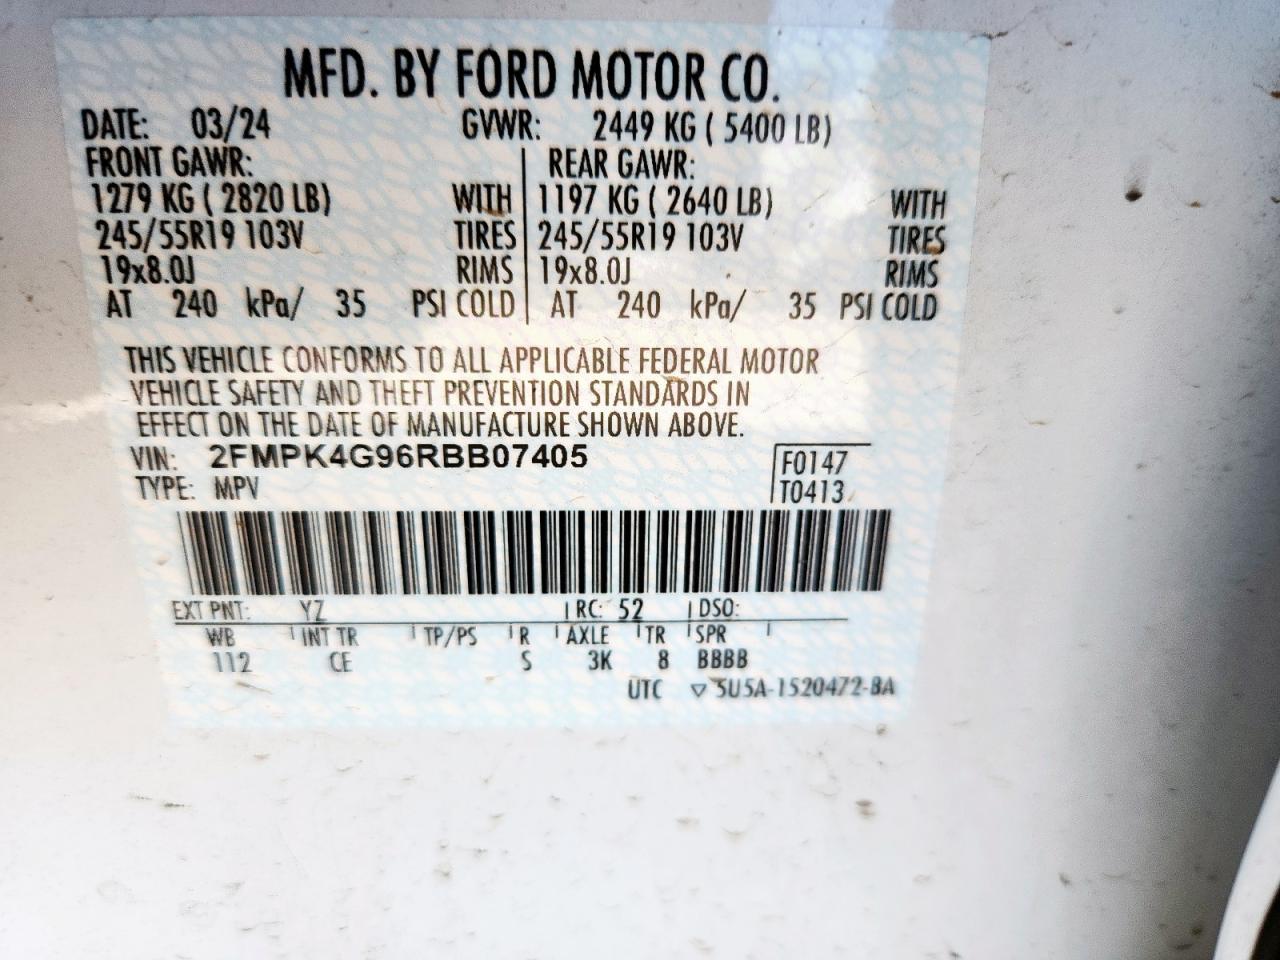 MFD. BY FORD MOTOR CO.
DATE: 03/24 GVWR: 2449 KG ( 5400 LB)
FRONT GAWR: REAR GAWR:
1279 KG ( 2820 LB) WITH 1197 KG ( 2640 LB) WITH
245/55R19 103V TIRES 245/55R19 103V TIRES
19x8.0J RIMS 19x8.0J RIMS
AT 240 kPa/ 35 PSI COLD AT 240 kPa/ 35 PSI COLD
THIS VEHICLE CONFORMS TO ALL APPLICABLE FEDERAL MOTOR
VEHICLE SAFETY AND THEFT PREVENTION STANDARDS IN
EFFECT ON THE DATE OF MANUFACTURE SHOWN ABOVE.
VIN: 2FMPK4G96RBB07405 F0147
TYPE: MPV T0413
EXT PNT: YZ RC: 52 DSO:
WB INT TR TP/PS R AXLE TR SPR
112 CE S 3K 8 BBBB
UTC ▽ 5U5A-1520472-BA